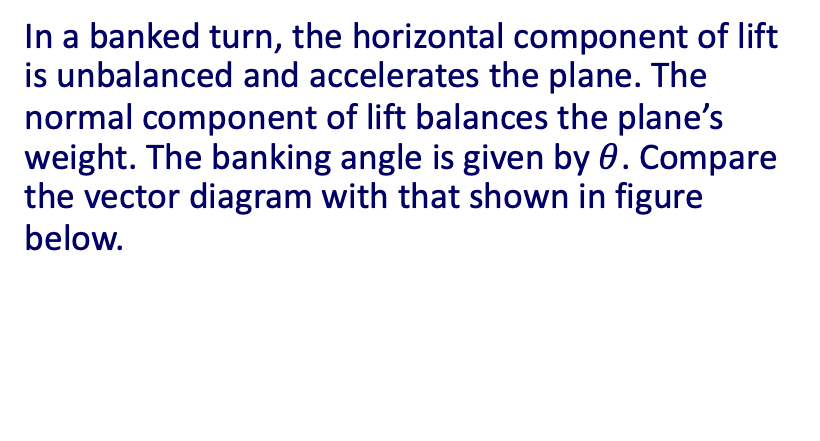 In a banked turn, the horizontal component of lift
is unbalanced and accelerates the plane. The
normal component of lift balances the plane’s
weight. The banking angle is given by θ. Compare
the vector diagram with that shown in figure
below.